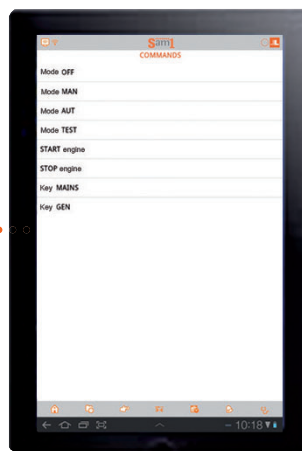 Sam1
COMMANDS
Mode OFF
Mode MAN
Mode AUT
Mode TEST
START engine
STOP engine
Key MAINS
Key GEN
10:18